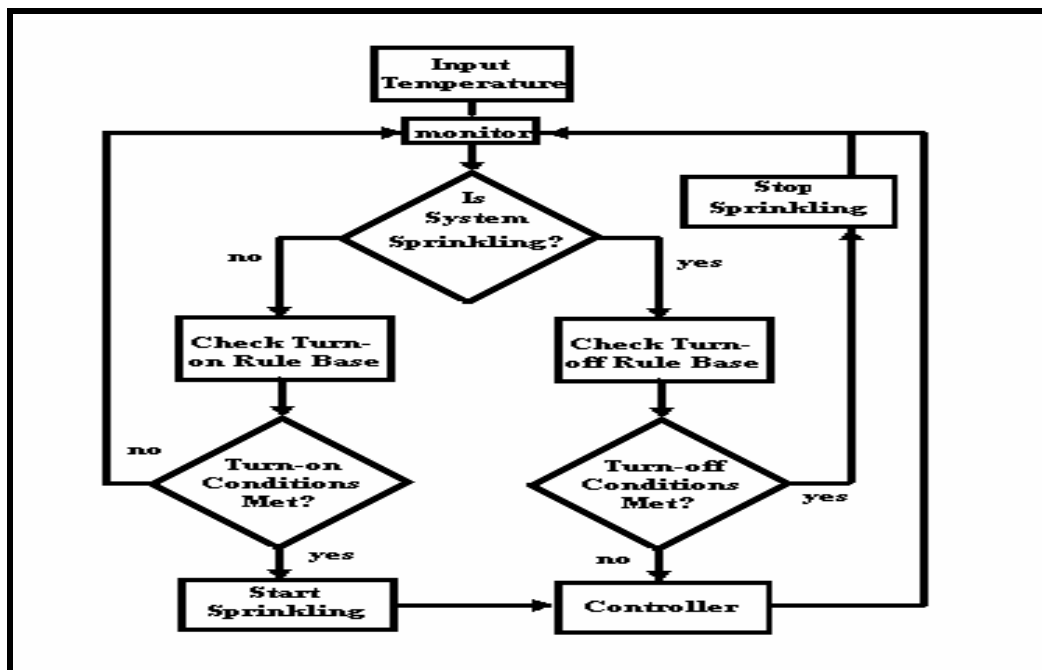 Input
Temperature
monitor
Is
System
Sprinkling?
Stop
Sprinkling
no
yes
Check Turn-
on Rule Base
Check Turn-
off Rule Base
no
Turn-on
Conditions
Met?
Turn-off
Conditions
Met?
yes
yes
no
Start
Sprinkling
Controller